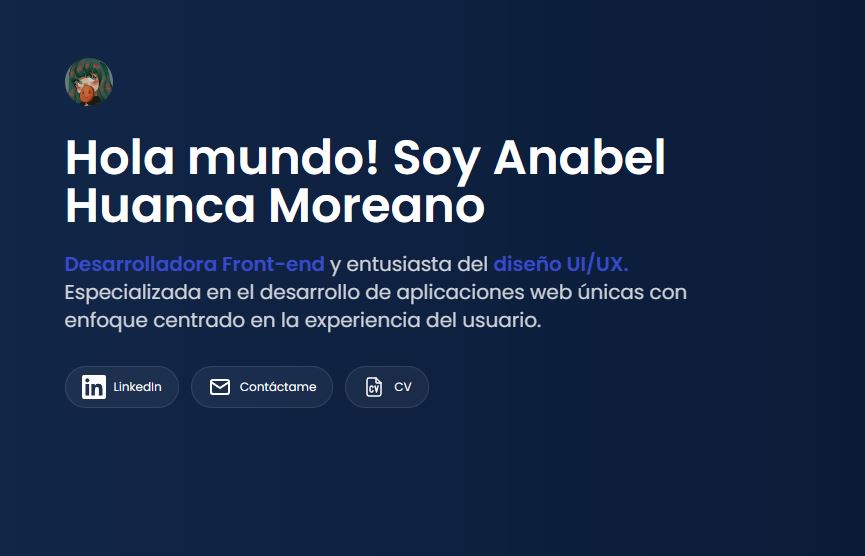 Hola mundo! Soy Anabel
Huanca Moreano
Desarrolladora Front-end y entusiasta del diseño UI/UX.
Especializada en el desarrollo de aplicaciones web únicas con
enfoque centrado en la experiencia del usuario.
in LinkedIn
Contáctame
CV CV